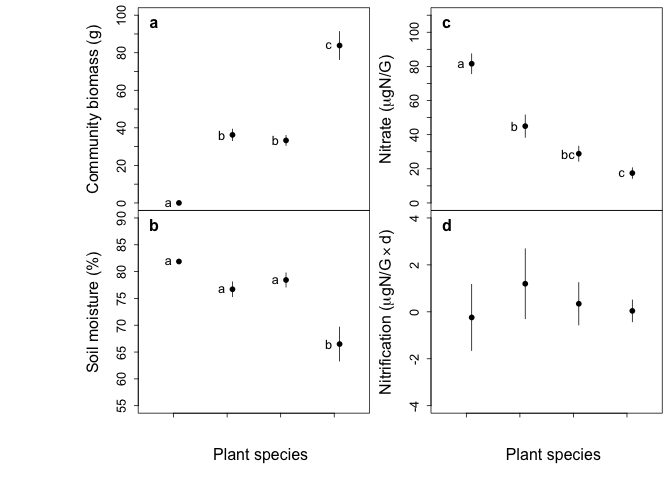 a
Community biomass (g)
0
20
40
60
80
100
a
b
b
c
b
Soil moisture (%)
55
60
65
70
75
80
85
90
a
a
a
b
Plant species
c
Nitrate (μgN/G)
0
20
40
60
80
100
a
b
bc
c
d
Nitrification (μgN/G × d)
-4
-2
0
2
4
Plant species